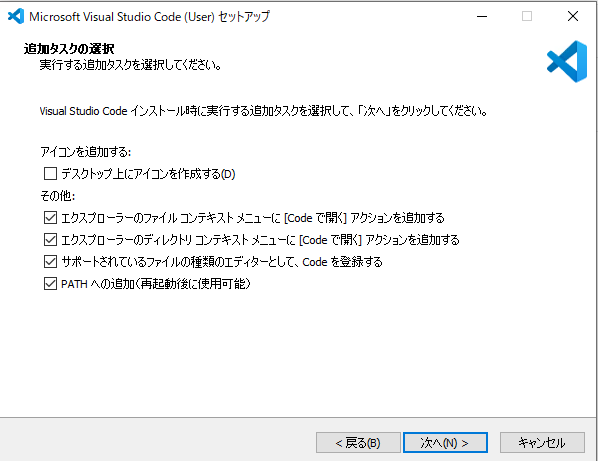 Microsoft Visual Studio Code (User) セットアップ
追加タスクの選択
実行する追加タスクを選択してください。
Visual Studio Code インストール時に実行する追加タスクを選択して、「次へ」をクリックしてください。
アイコンを追加する:
デスクトップ上にアイコンを作成する(D)
その他:
エクスプローラーのファイル コンテキスト メニューに [Code で開く] アクションを追加する
エクスプローラーのディレクトリ コンテキスト メニューに [Code で開く] アクションを追加する
サポートされているファイルの種類のエディターとして、Code を登録する
PATH への追加(再起動後に使用可能)
< 戻る(B) 次へ(N) > キャンセル